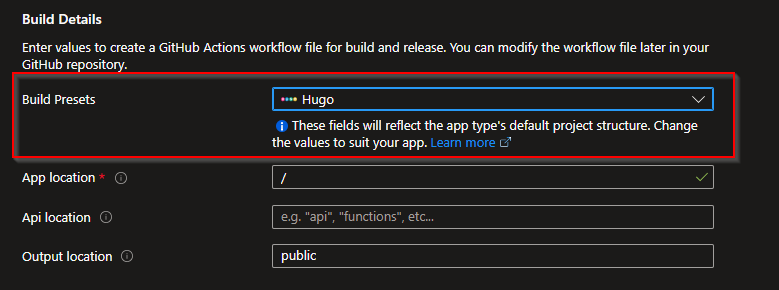 Build Details
Enter values to create a GitHub Actions workflow file for build and release. You can modify the workflow file later in your
GitHub repository.
Build Presets
Hugo
These fields will reflect the app type's default project structure. Change
the values to suit your app. Learn more
App location *
/
Api location
e.g. "api", "functions", etc...
Output location
public